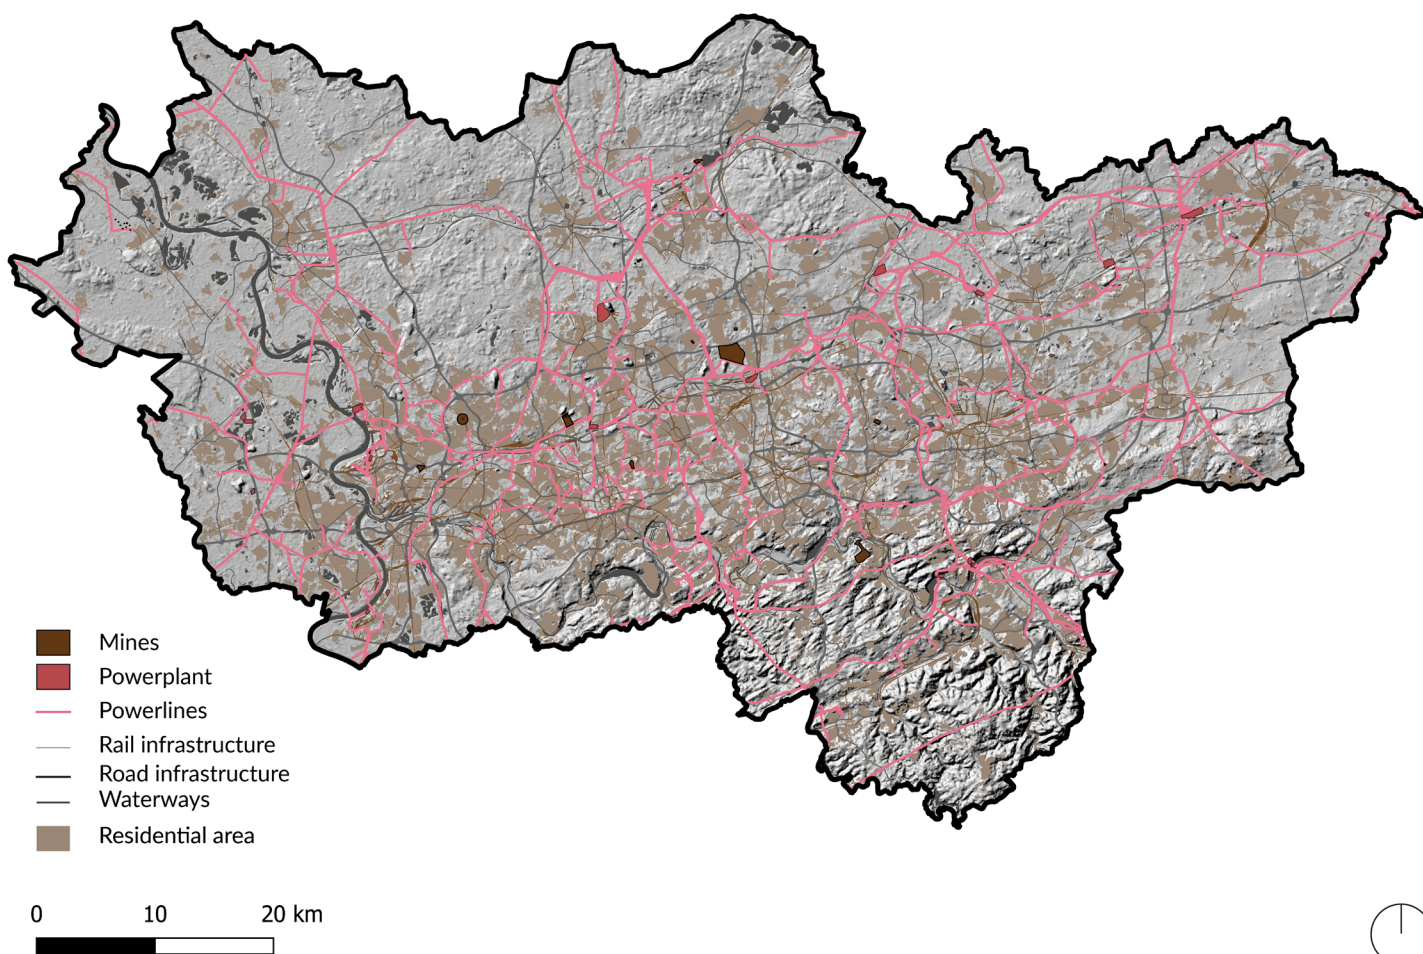 Mines
Powerplant
Powerlines
Rail infrastructure
Road infrastructure
Waterways
Residential area
0 10 20 km